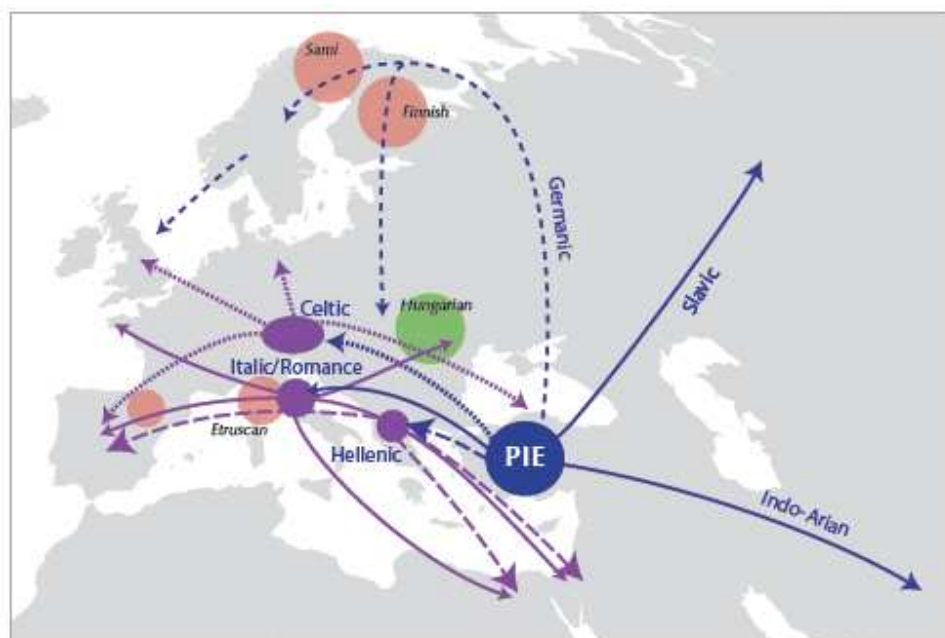 Sami
Finnish
Germanic
Slavic
Hungarian
Celtic
Italic/Romance
Etruscan
Hellenic
PIE
Indo-Arian